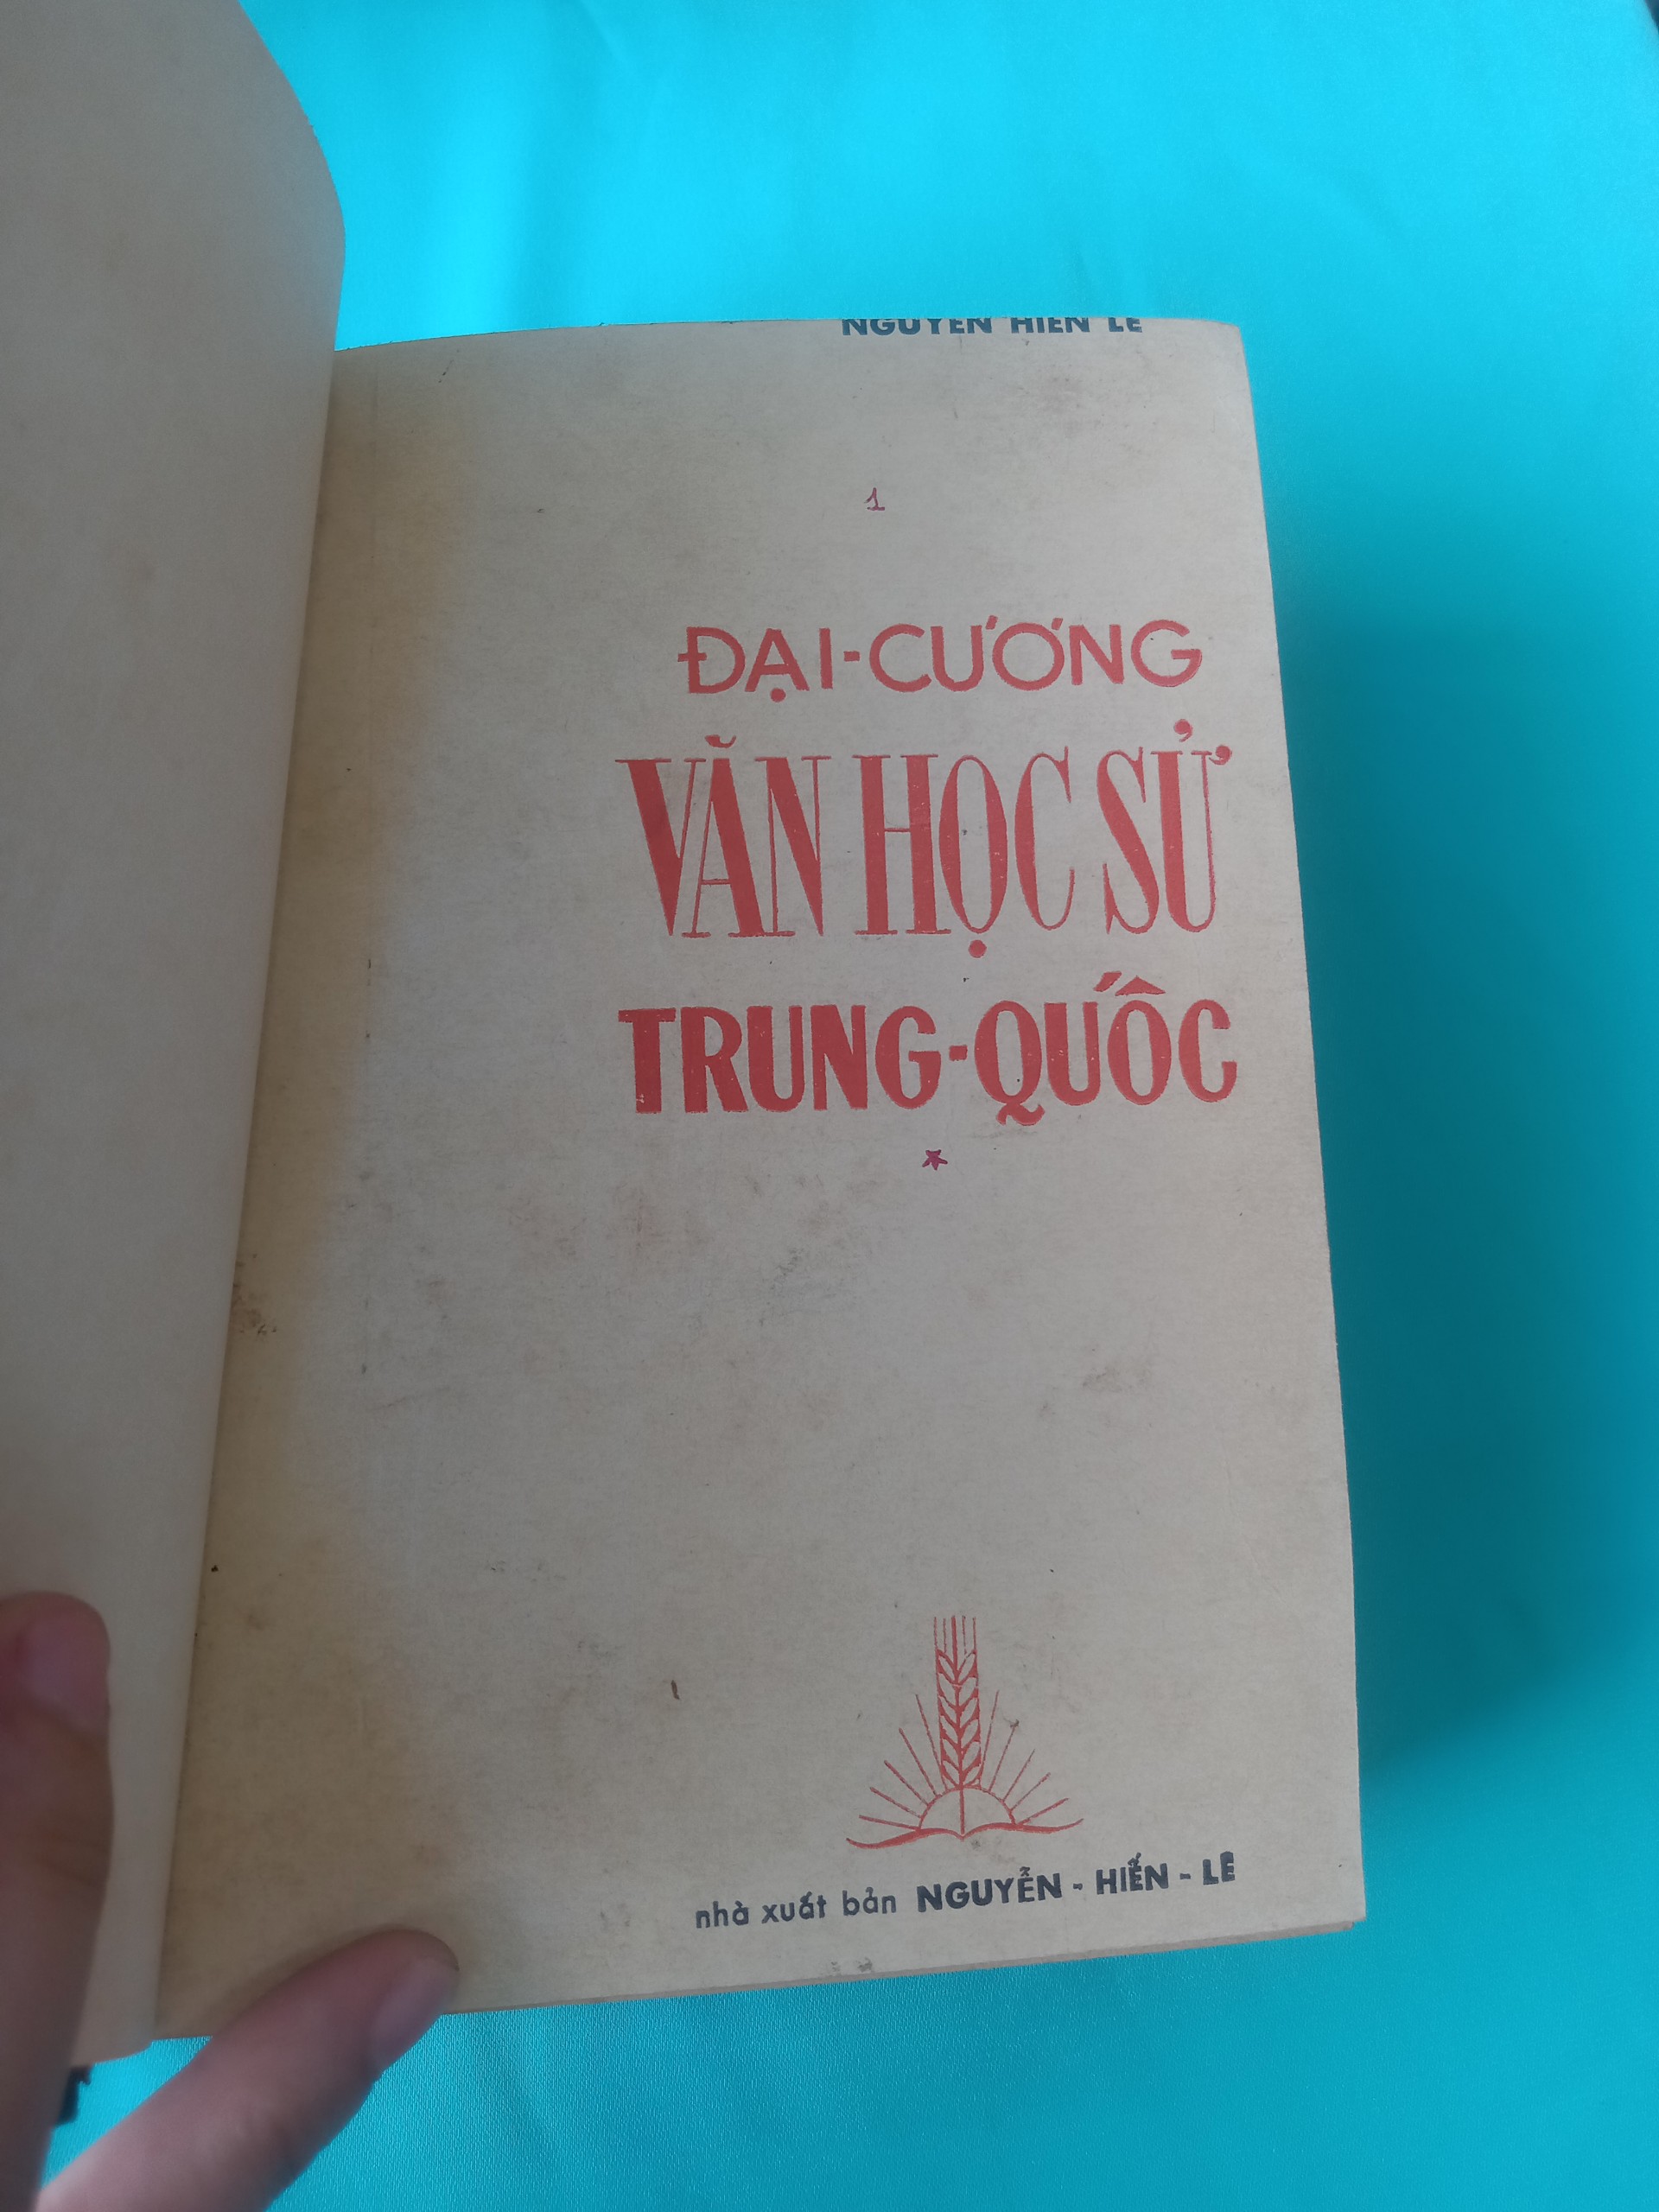 NGUYỄN HIẾN LÊ
1
ĐẠI-CƯƠNG
VĂN HỌC SỬ
TRUNG-QUỐC
nhà xuất bản NGUYỄN - HIẾN - LÊ